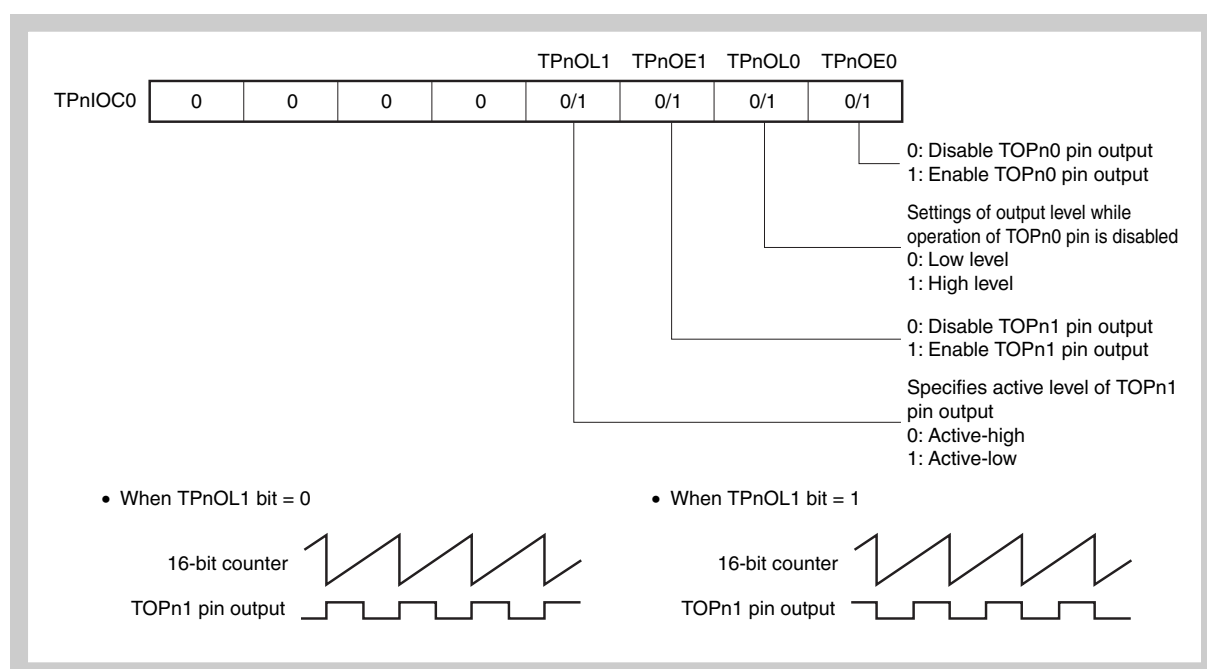 TPnOL1 TPnOE1 TPnOL0 TPnOE0
TPnIOC0 0 0 0 0 0/1 0/1 0/1 0/1
0: Disable TOPn0 pin output
1: Enable TOPn0 pin output
Settings of output level while
operation of TOPn0 pin is disabled
0: Low level
1: High level
0: Disable TOPn1 pin output
1: Enable TOPn1 pin output
Specifies active level of TOPn1
pin output
0: Active-high
1: Active-low
• When TPnOL1 bit = 0
16-bit counter
TOPn1 pin output
• When TPnOL1 bit = 1
16-bit counter
TOPn1 pin output